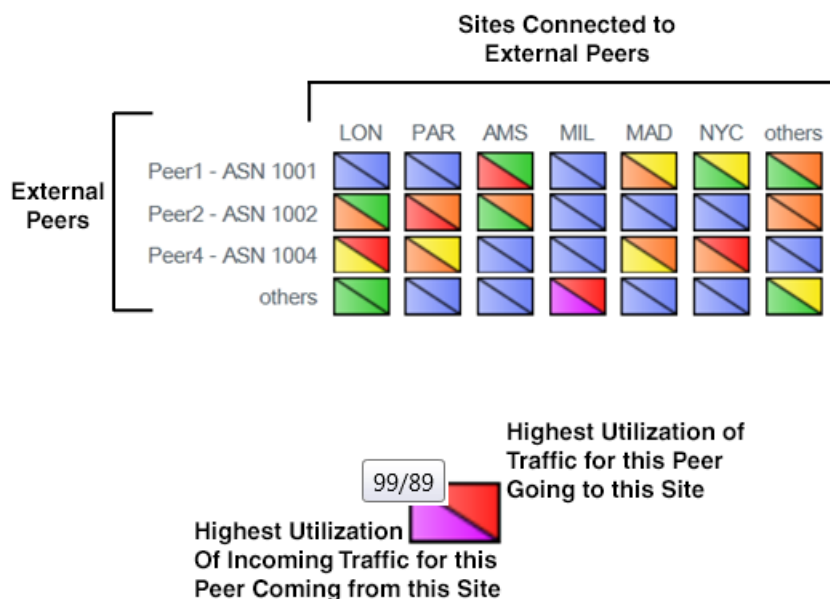 Sites Connected to
External Peers
LON PAR AMS MIL MAD NYC others
External
Peers
Peer1 - ASN 1001
Peer2 - ASN 1002
Peer4 - ASN 1004
others
Highest Utilization of
Traffic for this Peer
Going to this Site
99/89
Highest Utilization
Of Incoming Traffic for this
Peer Coming from this Site